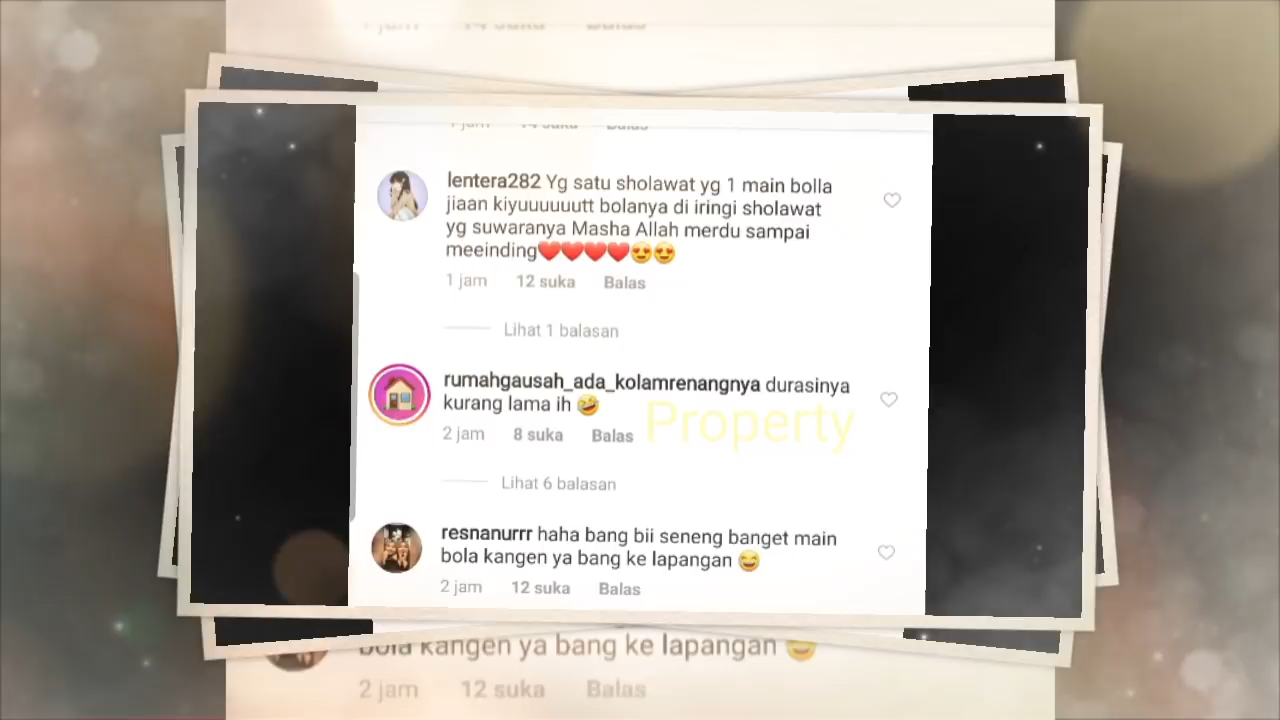 lentera282 Yg satu sholawat yg 1 main bolla
jiaan kiyuuuuuutt bolanya di iringi sholawat
yg suwaranya Masha Allah merdu sampai
meeinding❤️❤️❤️❤️😍😍
1 jam 12 suka Balas
Lihat 1 balasan
rumahgausah_ada_kolamrenangnya durasinya
kurang lama ih 🤣
2 jam 8 suka Balas
Property
Lihat 6 balasan
resnanurrr haha bang bii seneng banget main
bola kangen ya bang ke lapangan 😂
2 jam 12 suka Balas
bola kangen ya bang ke lapangan 😂
2 jam 12 suka Balas